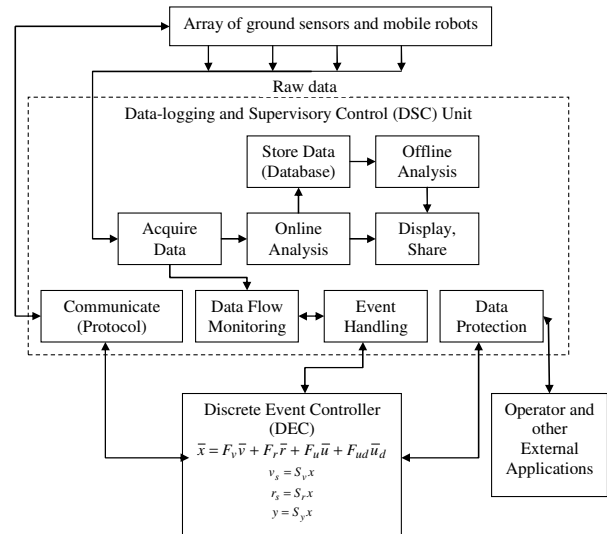 Array of ground sensors and mobile robots
Raw data
Data-logging and Supervisory Control (DSC) Unit
Store Data
(Database)
Offline
Analysis
Acquire
Data
Online
Analysis
Display,
Share
Communicate
(Protocol)
Data Flow
Monitoring
Event
Handling
Data
Protection
Discrete Event Controller
(DEC)
x̅ = F_v v̅ + F_r r̅ + F_u u̅ + F_ud u̅_d
v_s = S_v x
r_s = S_r x
y = S_y x
Operator and
other
External
Applications